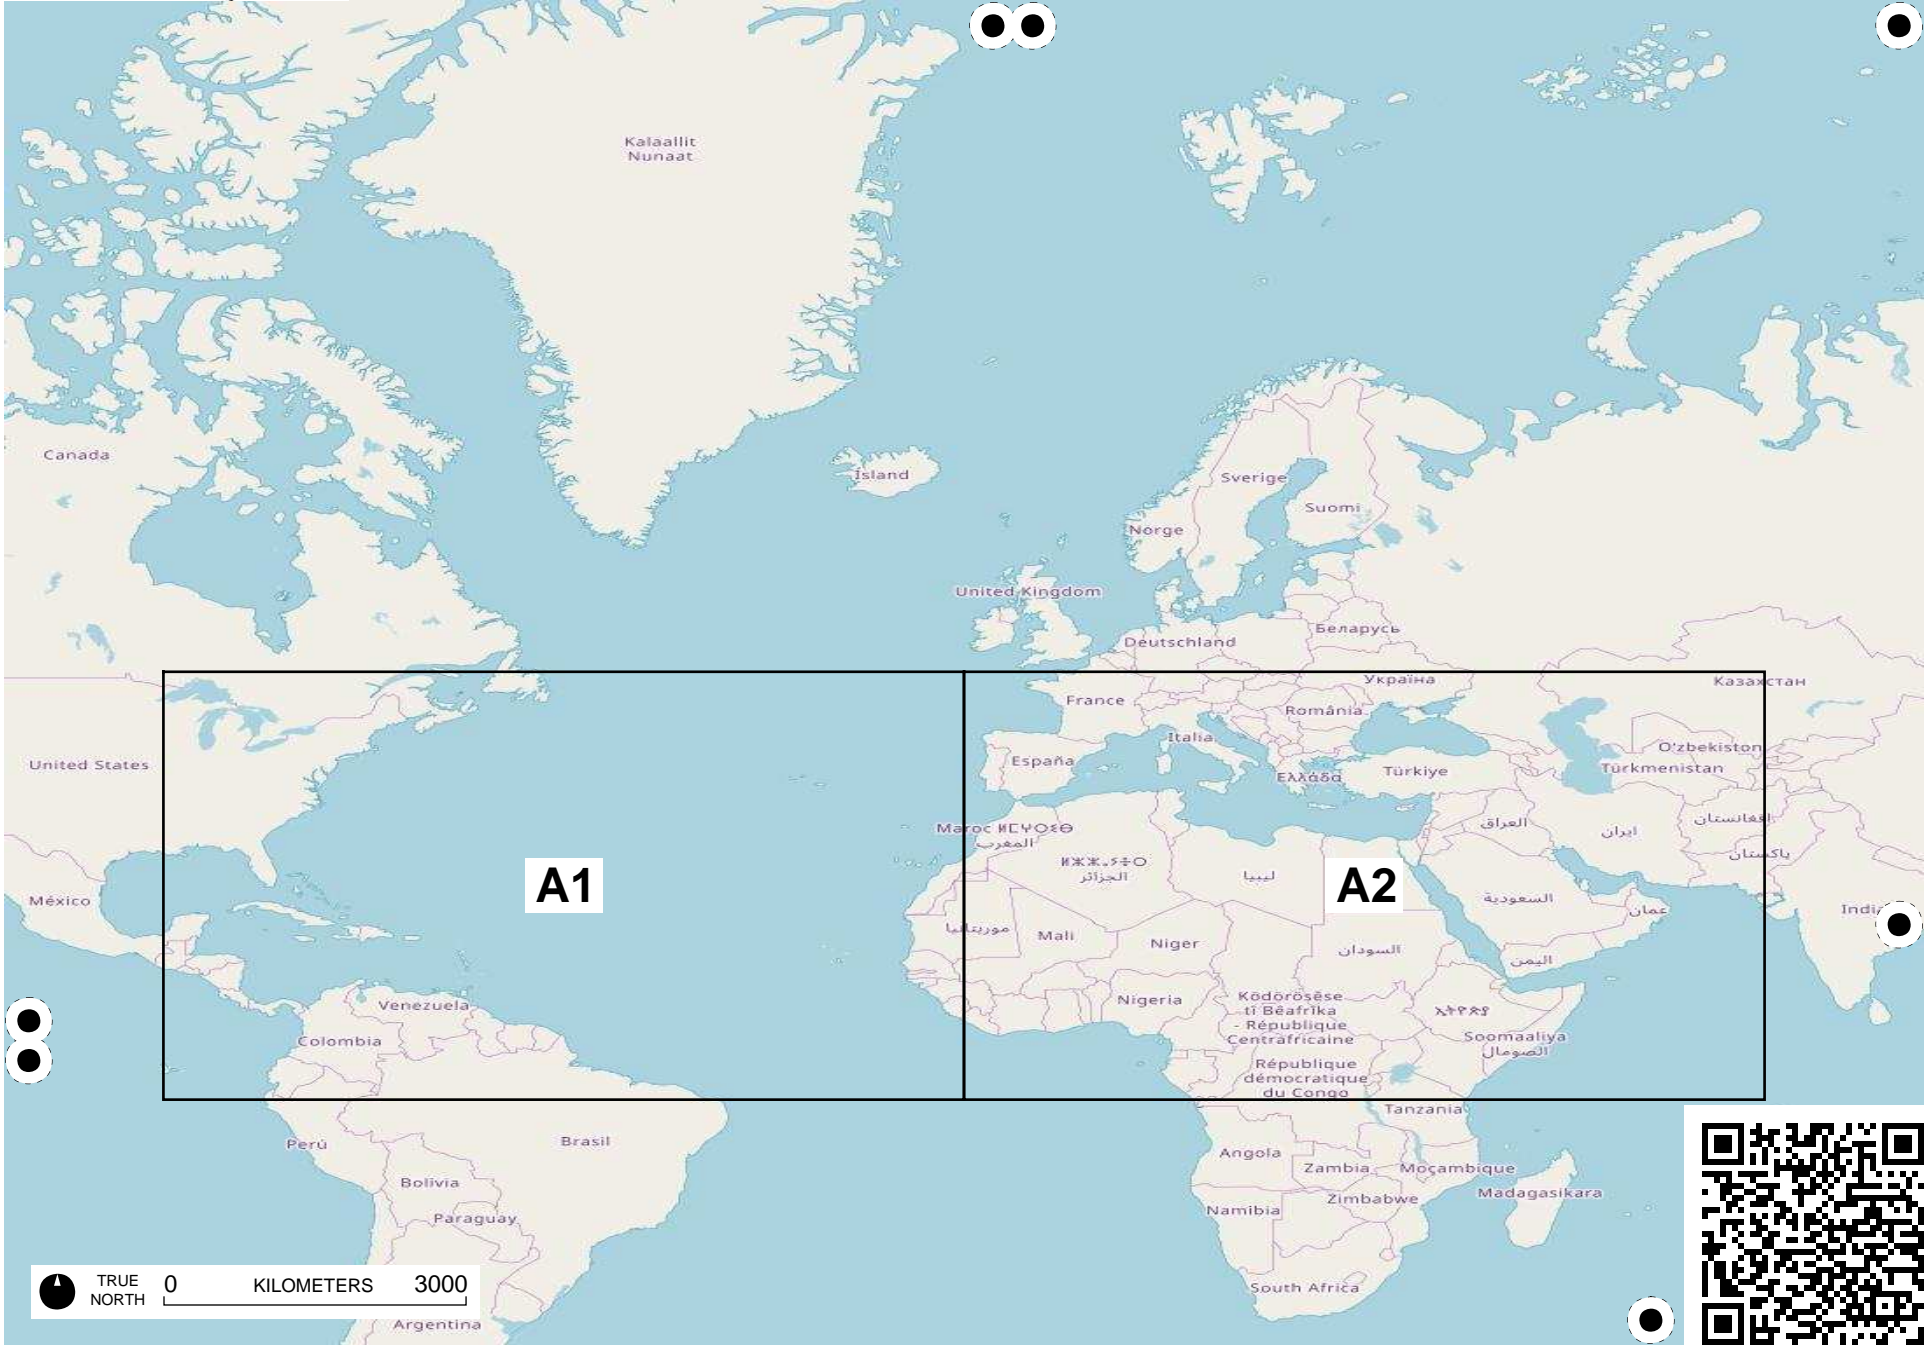 Kalaallit
Nunaat
Canada
Ísland
Sverige
Suomi
Norge
United Kingdom
Беларусь
Deutschland
Україна
Казахстан
France
România
Italia
O'zbekiston
España
United States
Ελλάδα
Türkiye
Türkmenistan
Maroc ⵍⵎⵖⵔⵉⴱ
المغرب
العراق
ایران
افغانستان
پاکستان
الجزائر
ليبيا
A1
A2
México
السعودية
عمان
India
موريتانيا
Mali
Niger
السودان
اليمن
Venezuela
Nigeria
Ködörösêse
tî Bêafrîka
- République
Centrafricaine
Colombia
Soomaaliya
الصومال
République
démocratique
du Congo
Tanzania
Perú
Brasil
Angola
Zambia
Moçambique
Bolivia
Zimbabwe
Madagasikara
Paraguay
Namibia
TRUE
NORTH
0 KILOMETERS 3000
South Africa
Argentina